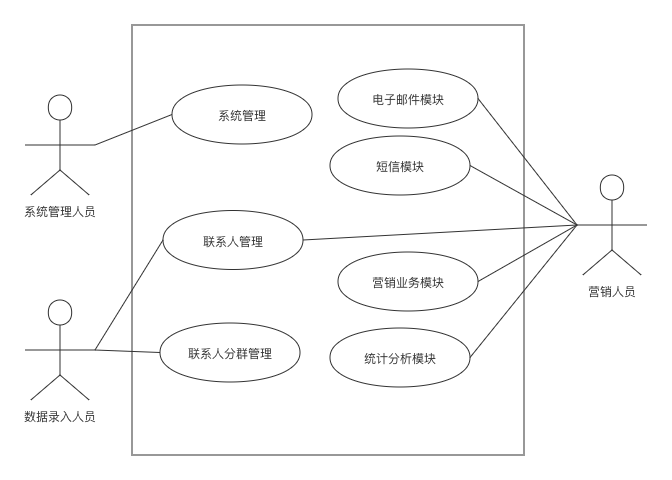 电子邮件模块
系统管理
短信模块
系统管理人员
联系人管理
营销业务模块
营销人员
联系人分群管理
统计分析模块
数据录入人员